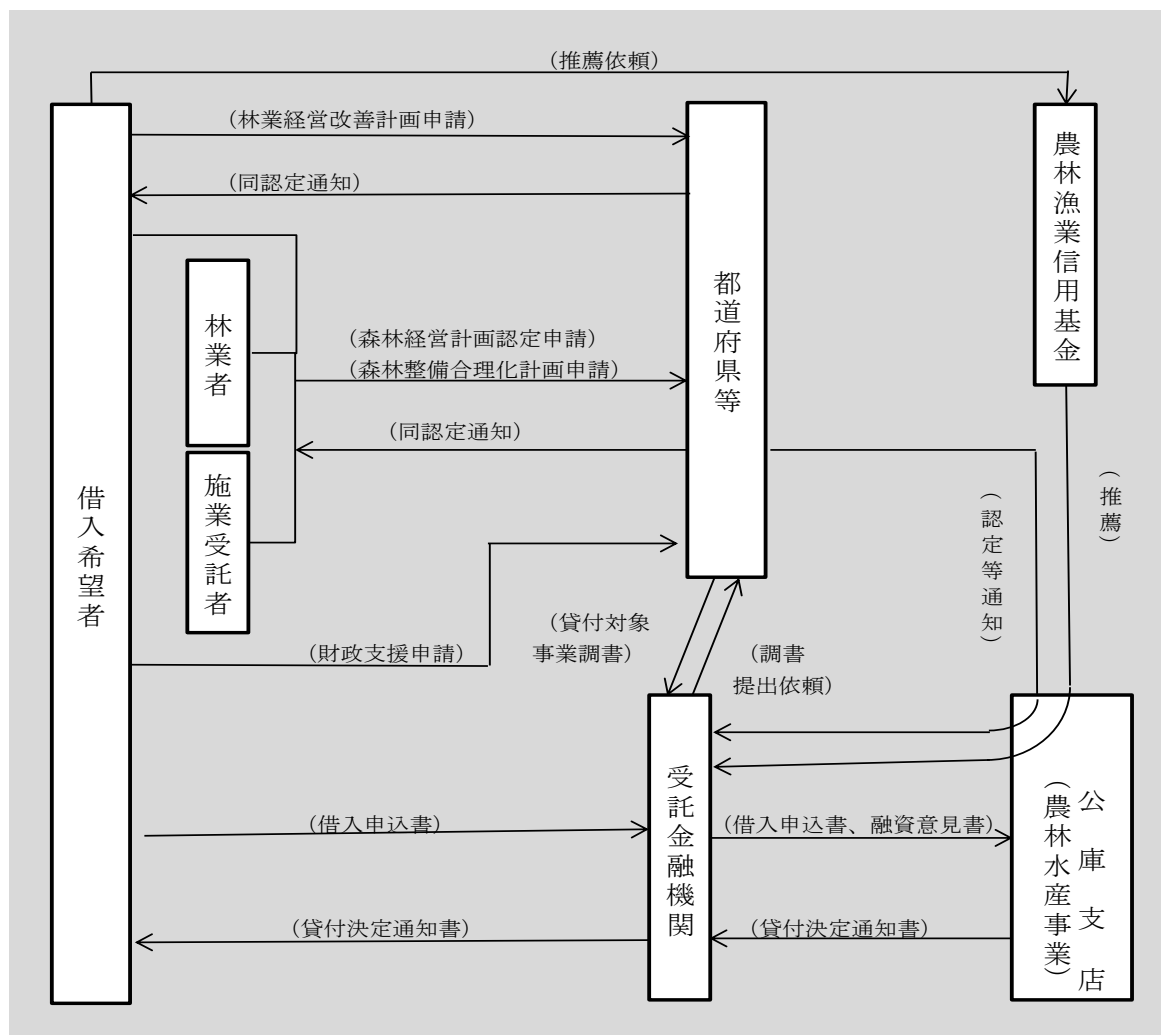 (推薦依頼)
(林業経営改善計画申請)
(同認定通知)
農林漁業信用基金
都道府県等
林業者
(森林経営計画認定申請)
(森林整備合理化計画申請)
(同認定通知)
施業受託者
借入希望者
(認定等通知)
(推薦)
(財政支援申請)
(貸付対象
事業調書)
(調書
提出依頼)
受託金融機関
公庫支店
(農林水産事業)
(借入申込書)
(借入申込書、融資意見書)
(貸付決定通知書)
(貸付決定通知書)